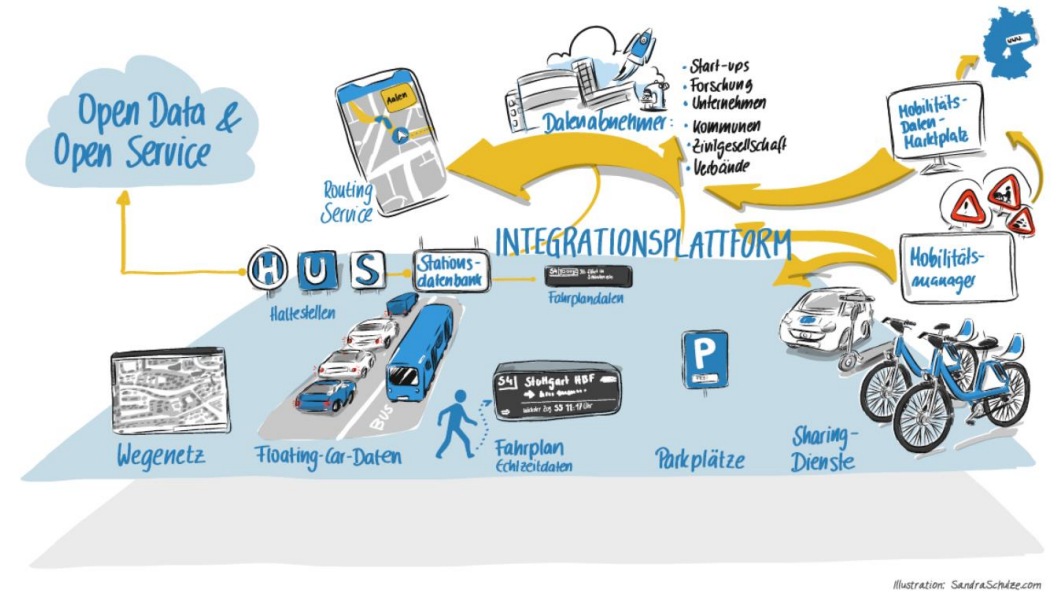 Open Data &
Open Service
Aalen
Routing
Service
Datenabnehmer:
• Start-ups
• Forschung
• Unternehmen
• Kommunen
• Zivilgesellschaft
• Verbände
Mobilitäts-
Daten-
Marktplatz
INTEGRATIONSPLATTFORM
Mobilitäts-
manager
H U S
Haltestellen
Stations-
datenbank
Fahrplandaten
Wegenetz
BUS
Floating-Car-Daten
S4 Stuttgart HBF
Fahrplan
Echtzeitdaten
P
Parkplätze
Sharing-
Dienste
Illustration: SandraSchulze.com